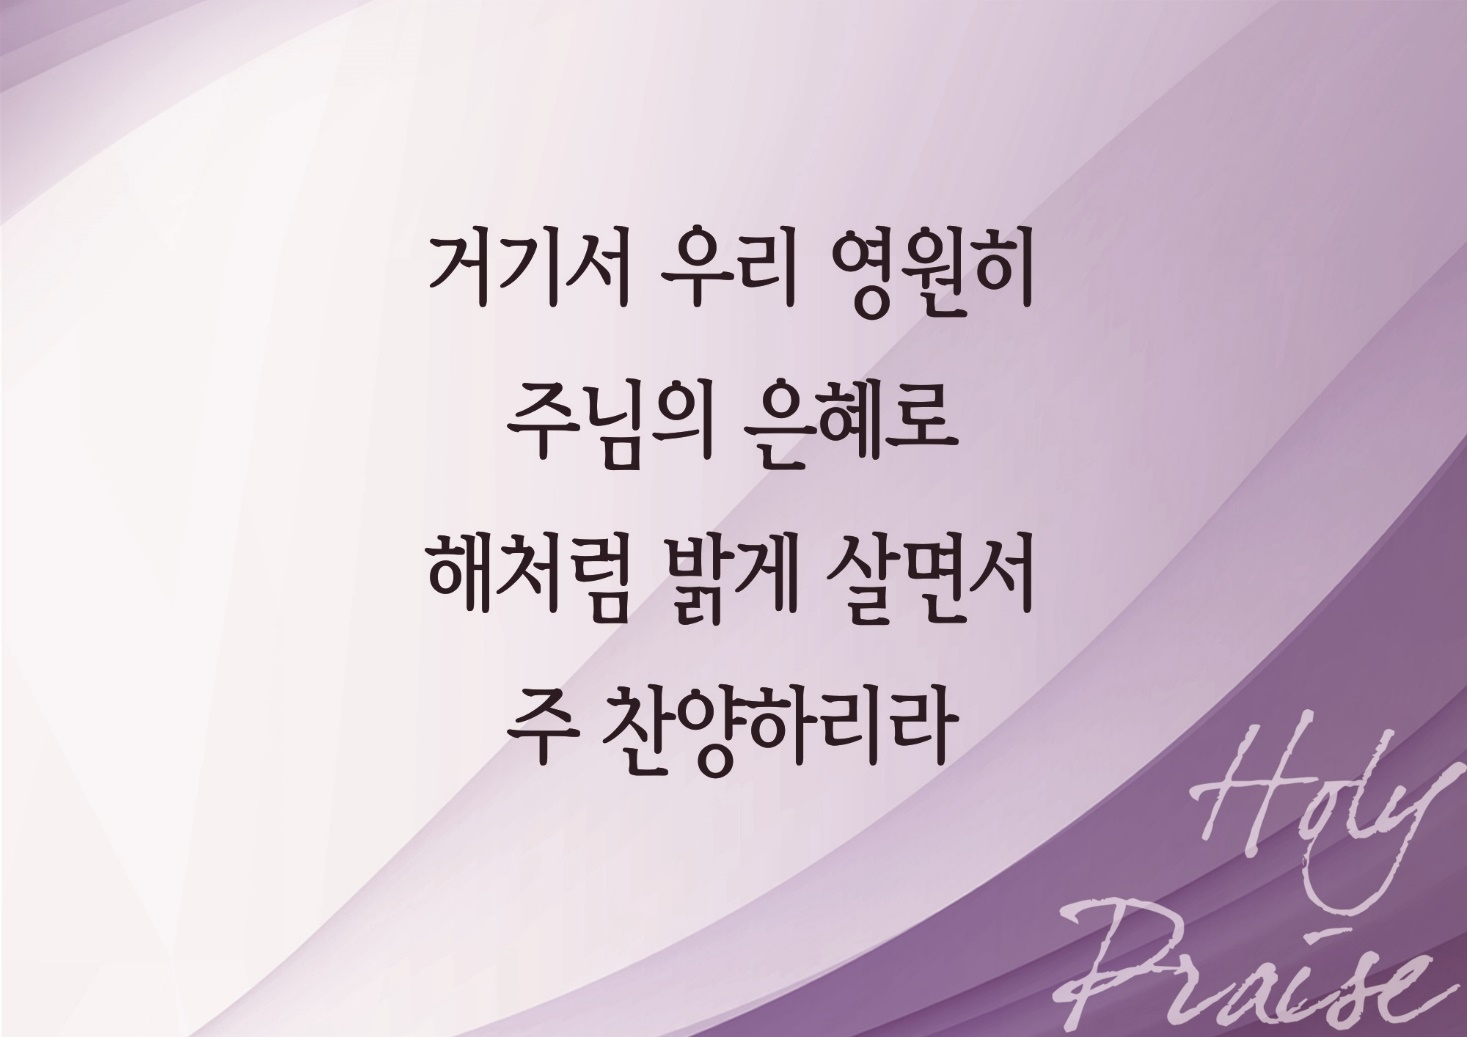 거기서 우리 영원히
주님의 은혜로
해처럼 밝게 살면서
주 찬양하리라
Holy
Praise